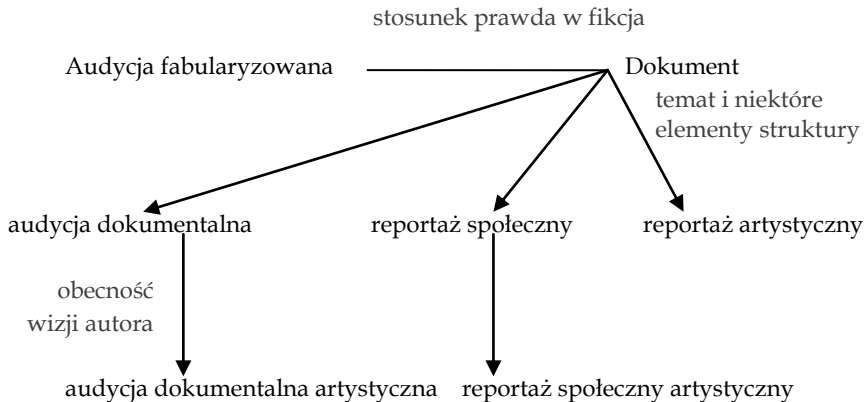 stosunek prawda w fikcja
Audycja fabularyzowana
Dokument
temat i niektóre
elementy struktury
audycja dokumentalna
reportaż społeczny
reportaż artystyczny
obecność
wizji autora
audycja dokumentalna artystyczna
reportaż społeczny artystyczny